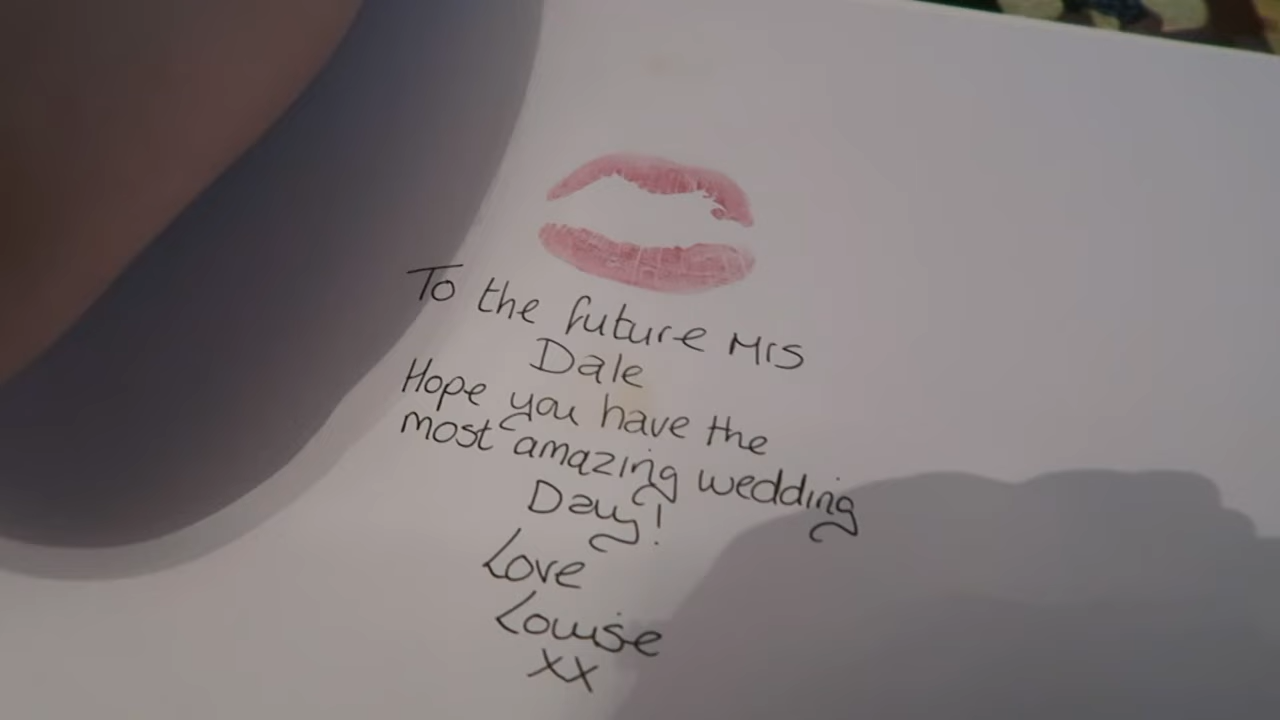 To the future Mrs
Dale
Hope you have the
most amazing wedding
Day!
Love
Louise
xx